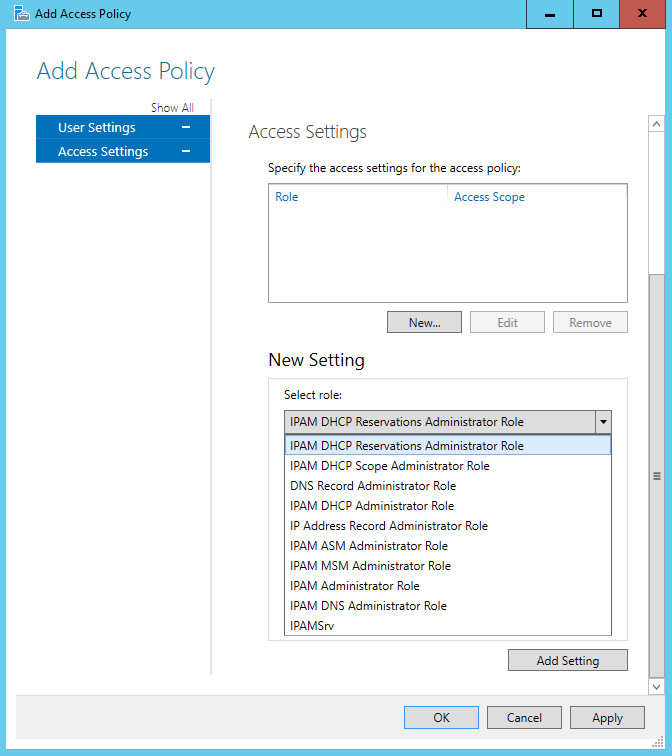 Add Access Policy
Add Access Policy
Show All
User Settings
Access Settings
Access Settings
Specify the access settings for the access policy:
Role Access Scope
New... Edit Remove
New Setting
Select role:
IPAM DHCP Reservations Administrator Role
IPAM DHCP Reservations Administrator Role
IPAM DHCP Scope Administrator Role
DNS Record Administrator Role
IPAM DHCP Administrator Role
IP Address Record Administrator Role
IPAM ASM Administrator Role
IPAM MSM Administrator Role
IPAM Administrator Role
IPAM DNS Administrator Role
IPAMSrv
Add Setting
OK Cancel Apply